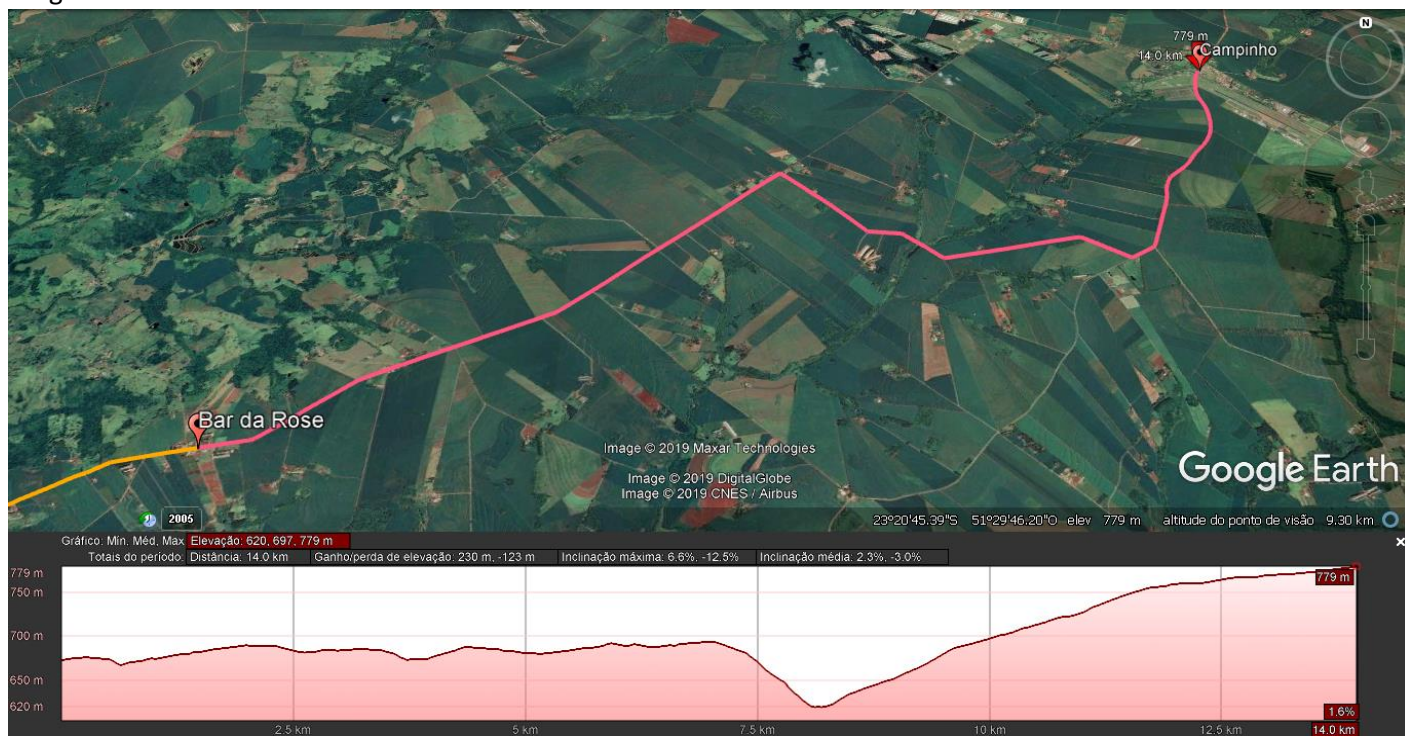 N
779 m
14.0 km
Campinho
Bar da Rose
Image © 2019 Maxar Technologies
Image © 2019 DigitalGlobe
Image © 2019 CNES / Airbus
Google Earth
2005
23°20'45.39"S 51°29'46.20"O elev 779 m altitude do ponto de visão 9.30 km
Gráfico: Mín. Méd, Max Elevação: 620, 697, 779 m
Totais do período: Distância: 14.0 km Ganho/perda de elevação: 230 m, -123 m Inclinação máxima: 6.6%, -12.5% Inclinação média: 2.3%, -3.0%
779 m
779 m
750 m
700 m
650 m
620 m
1.6%
2.5 km 5 km 7.5 km 10 km 12.5 km 14.0 km